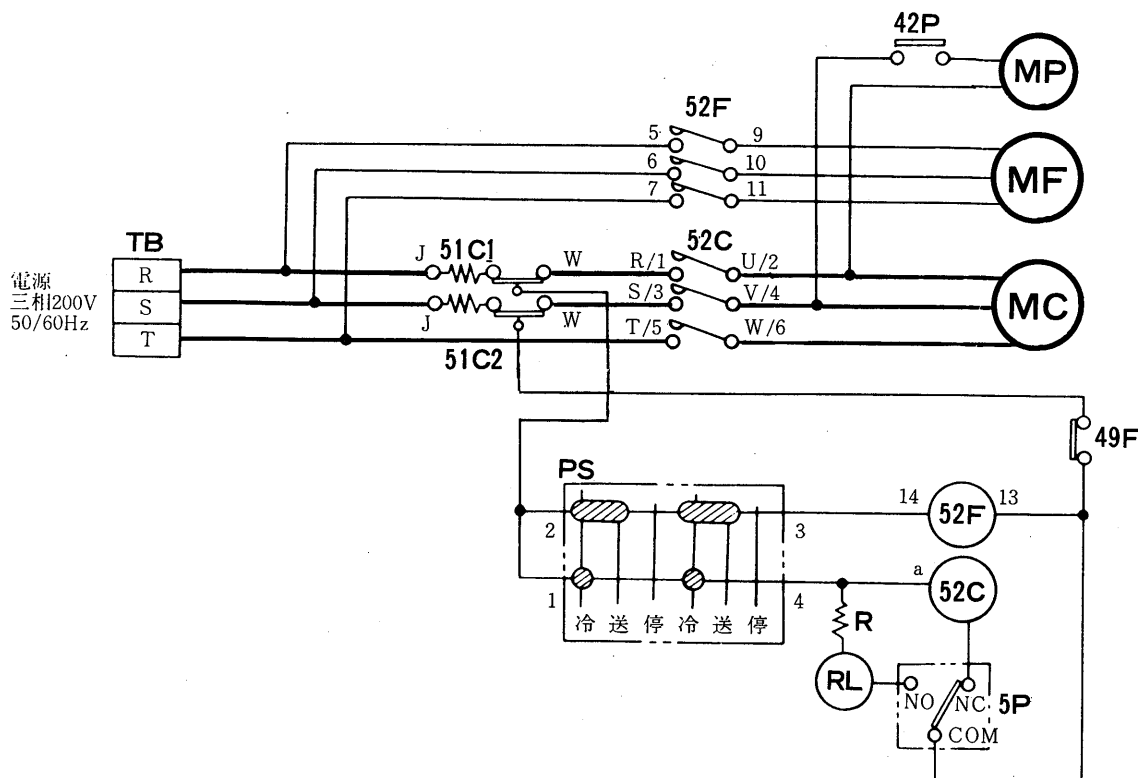 42P
MP
52F
5 9
6 10
7 11
MF
TB
R
S
T
電源
三相200V
50/60Hz
J 51C1 W
J 51C2 W
52C
R/1 U/2
S/3 V/4
T/5 W/6
MC
49F
PS
2 3
1 4
冷 送 停 冷 送 停
14 52F 13
a 52C
R
RL
NO NC 5P
COM